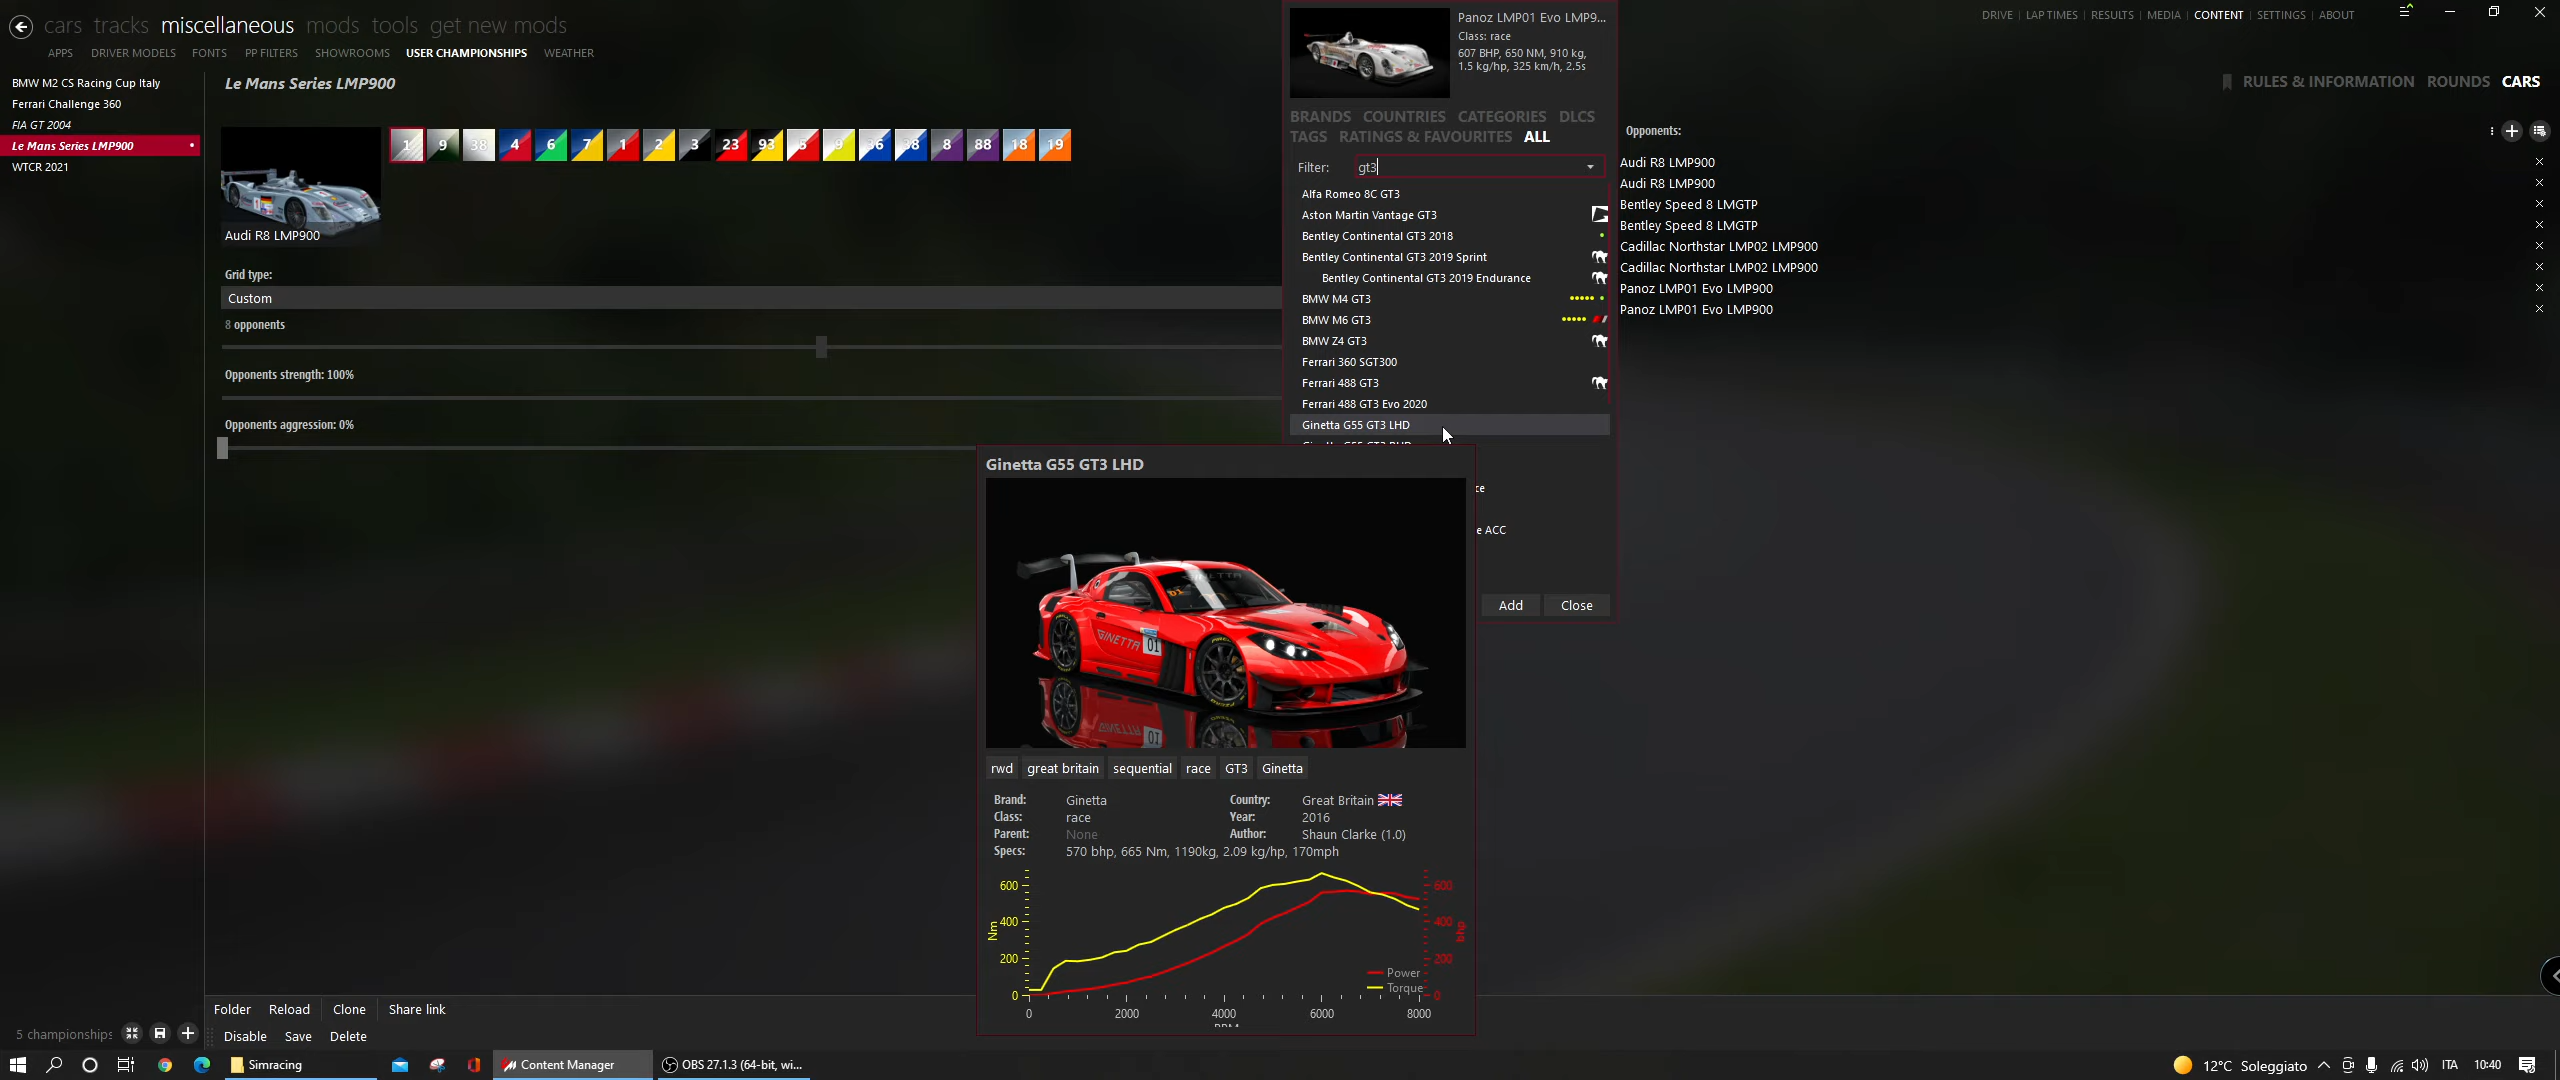 cars tracks miscellaneous mods tools get new mods
DRIVE | LAP TIMES | RESULTS | MEDIA | CONTENT | SETTINGS | ABOUT
APPS DRIVER MODELS FONTS PP FILTERS SHOWROOMS USER CHAMPIONSHIPS WEATHER
BMW M2 CS Racing Cup Italy
Ferrari Challenge 360
FIA GT 2004
Le Mans Series LMP900
WTCR 2021
Le Mans Series LMP900
RULES & INFORMATION ROUNDS CARS
1 9 38 4 6 7 1 2 3 23 93 5 9 36 38 8 88 18 19
Audi R8 LMP900
Grid type:
Custom
8 opponents
Opponents strength: 100%
Opponents aggression: 0%
Panoz LMP01 Evo LMP9...
Class: race
607 BHP, 650 NM, 910 kg,
1.5 kg/hp, 325 km/h, 2.5s
BRANDS COUNTRIES CATEGORIES DLCS
TAGS RATINGS & FAVOURITES ALL
Filter: gt3
Alfa Romeo 8C GT3
Aston Martin Vantage GT3
Bentley Continental GT3 2018
Bentley Continental GT3 2019 Sprint
Bentley Continental GT3 2019 Endurance
BMW M4 GT3
BMW M6 GT3
BMW Z4 GT3
Ferrari 360 SGT300
Ferrari 488 GT3
Ferrari 488 GT3 Evo 2020
Ginetta G55 GT3 LHD
ce
e ACC
Add Close
Opponents:
Audi R8 LMP900
Audi R8 LMP900
Bentley Speed 8 LMGTP
Bentley Speed 8 LMGTP
Cadillac Northstar LMP02 LMP900
Cadillac Northstar LMP02 LMP900
Panoz LMP01 Evo LMP900
Panoz LMP01 Evo LMP900
Ginetta G55 GT3 LHD
GINETTA
GINETTA 01
rwd great britain sequential race GT3 Ginetta
Brand: Ginetta Country: Great Britain
Class: race Year: 2016
Parent: None Author: Shaun Clarke (1.0)
Specs: 570 bhp, 665 Nm, 1190kg, 2.09 kg/hp, 170mph
600 600
400 400
Nm bhp
200 200
Power
Torque
0 0
0 2000 4000 6000 8000
RPM
Folder Reload Clone Share link
5 championships
Disable Save Delete
Simracing
Content Manager
OBS 27.1.3 (64-bit, wi...
12°C Soleggiato
ITA
10:40